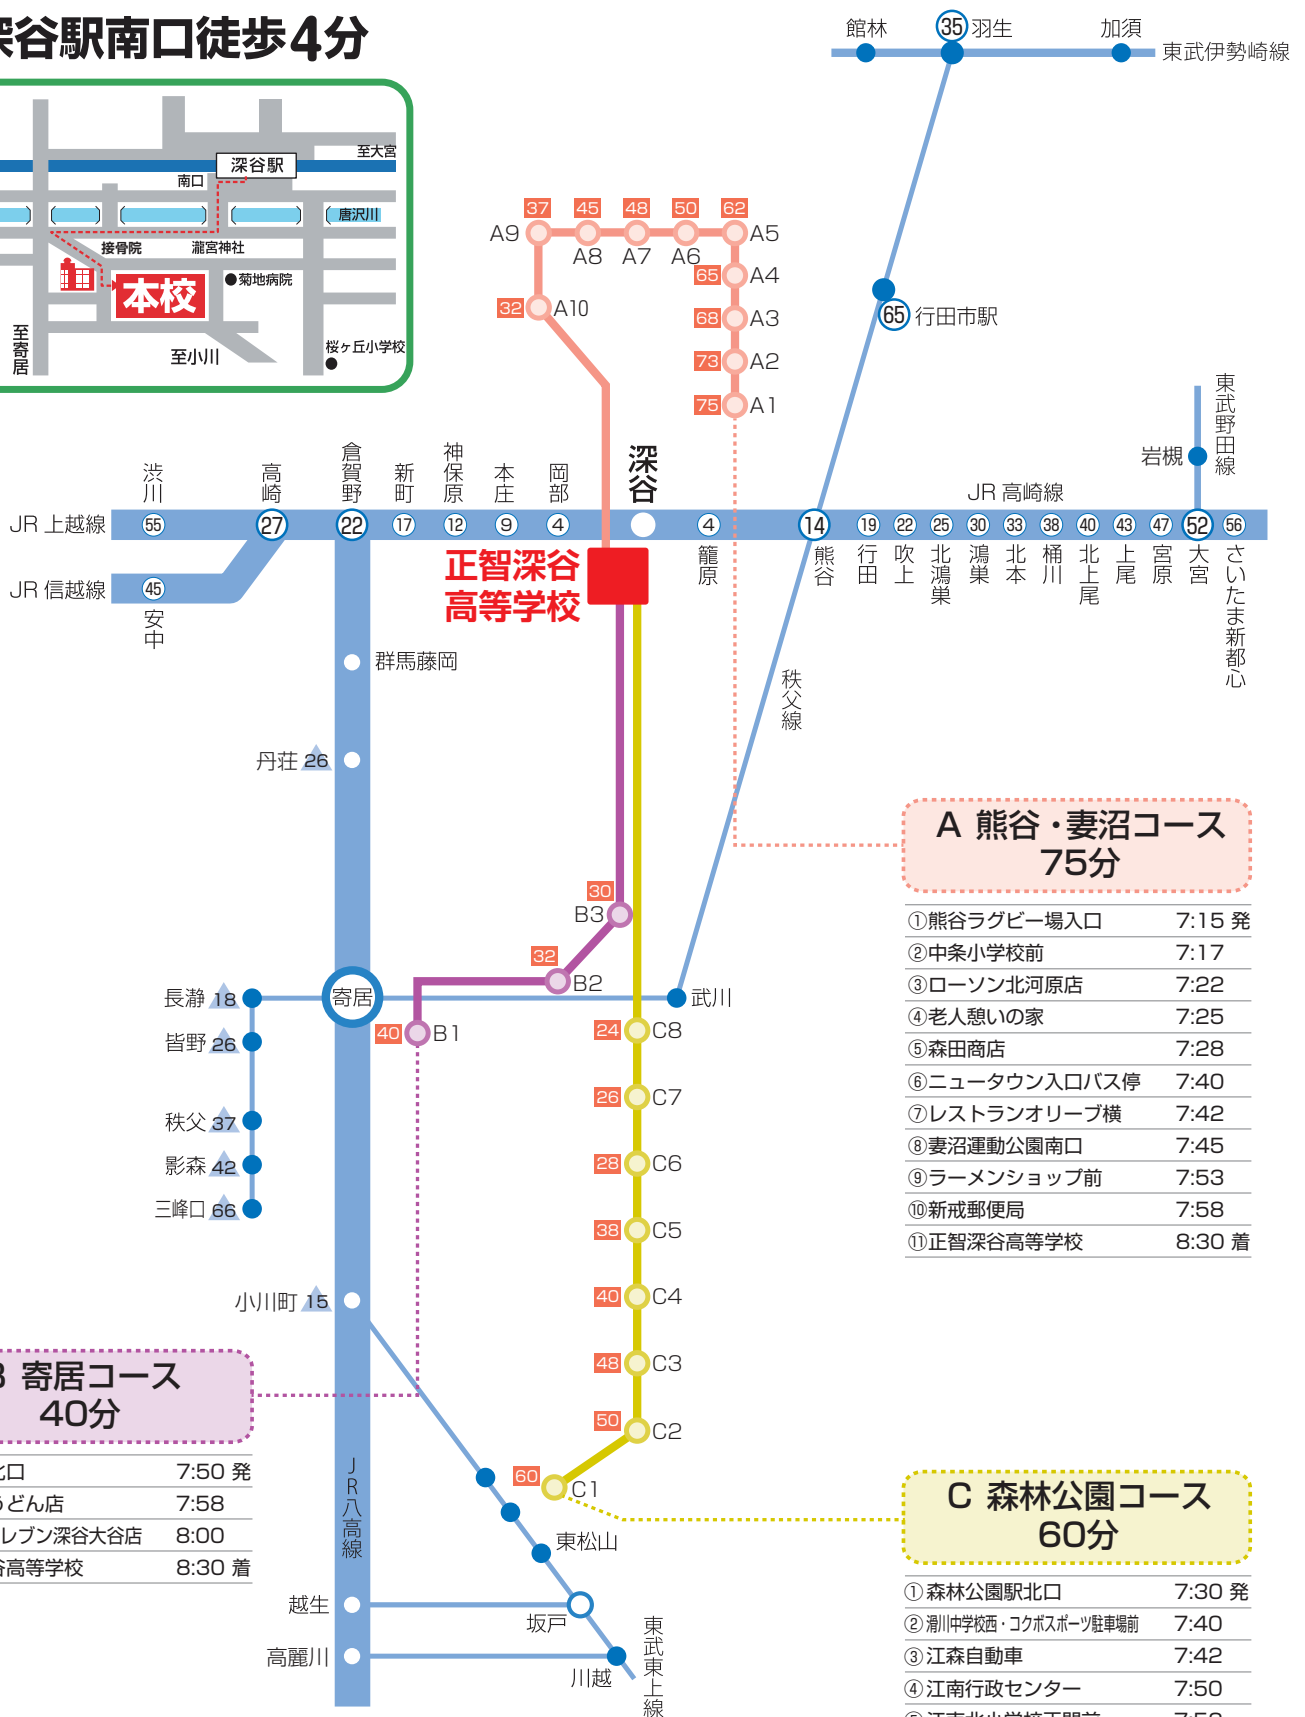 深谷駅南口徒歩4分
至大宮
深谷駅
南口
唐沢川
接骨院
瀧宮神社
菊地病院
本校
至寄居
至小川
桜ヶ丘小学校
館林
35 羽生
加須
東武伊勢崎線
65 行田市駅
東武野田線
岩槻
37 45 48 50 62
A9 A8 A7 A6 A5
65 A4
32 A10
68 A3
73 A2
75 A1
渋川
高崎
倉賀野
新町
神保原
本庄
岡部
深谷
JR 高崎線
JR 上越線
55 27 22 17 12 9 4 4 14 19 22 25 30 33 38 40 43 47 52 56
籠原
熊谷
行田
吹上
北鴻巣
鴻巣
北本
桶川
北上尾
上尾
宮原
大宮
さいたま新都心
JR 信越線
45
安中
正智深谷
高等学校
群馬藤岡
秩父線
丹荘 26
30
B3
32
B2
40 B1
長瀞 18
寄居
武川
皆野 26
秩父 37
影森 42
三峰口 66
小川町 15
24 C8
26 C7
28 C6
38 C5
40 C4
48 C3
50 C2
60 C1
JR八高線
東松山
越生
坂戸
高麗川
川越
東武東上線
A 熊谷・妻沼コース
75分
①熊谷ラグビー場入口 7:15 発
②中条小学校前 7:17
③ローソン北河原店 7:22
④老人憩いの家 7:25
⑤森田商店 7:28
⑥ニュータウン入口バス停 7:40
⑦レストランオリーブ横 7:42
⑧妻沼運動公園南口 7:45
⑨ラーメンショップ前 7:53
⑩新戒郵便局 7:58
⑪正智深谷高等学校 8:30 着
B 寄居コース
40分
北口 7:50 発
うどん店 7:58
レブン深谷大谷店 8:00
谷高等学校 8:30 着
C 森林公園コース
60分
①森林公園駅北口 7:30 発
②滑川中学校西・コクボスポーツ駐車場前 7:40
③江森自動車 7:42
④江南行政センター 7:50